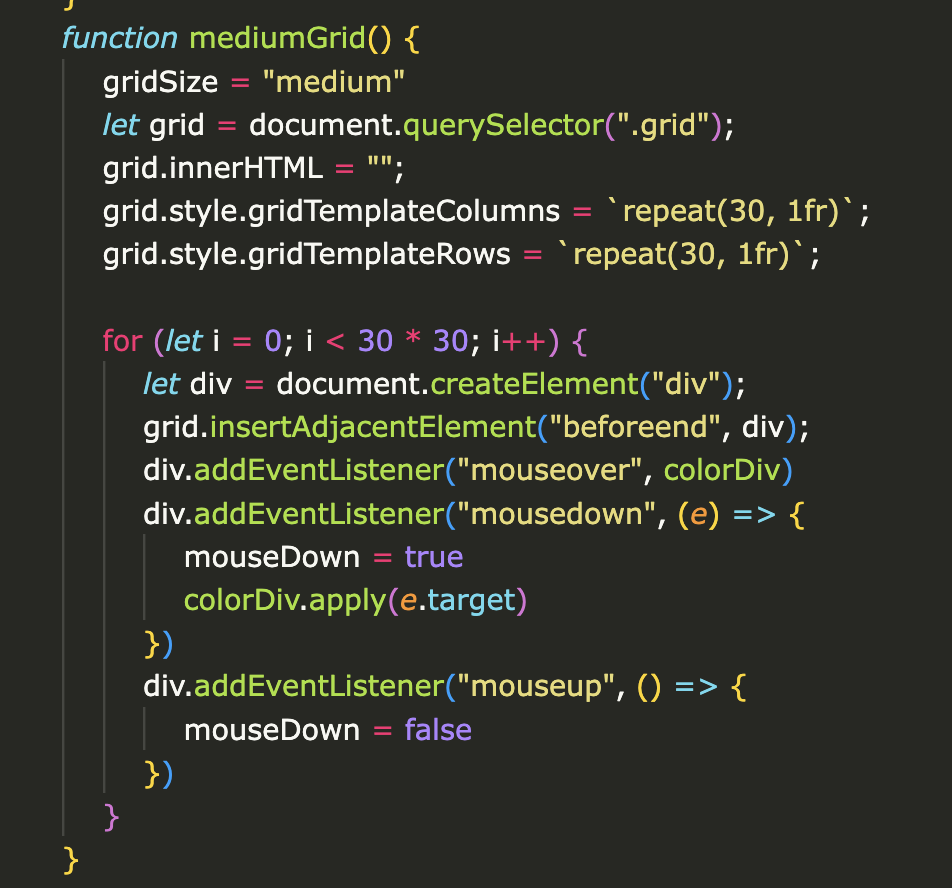 }
function mediumGrid() {
gridSize = "medium"
let grid = document.querySelector(".grid");
grid.innerHTML = "";
grid.style.gridTemplateColumns = `repeat(30, 1fr)`;
grid.style.gridTemplateRows = `repeat(30, 1fr)`;
for (let i = 0; i < 30 * 30; i++) {
let div = document.createElement("div");
grid.insertAdjacentElement("beforeend", div);
div.addEventListener("mouseover", colorDiv)
div.addEventListener("mousedown", (e) => {
mouseDown = true
colorDiv.apply(e.target)
})
div.addEventListener("mouseup", () => {
mouseDown = false
})
}
}